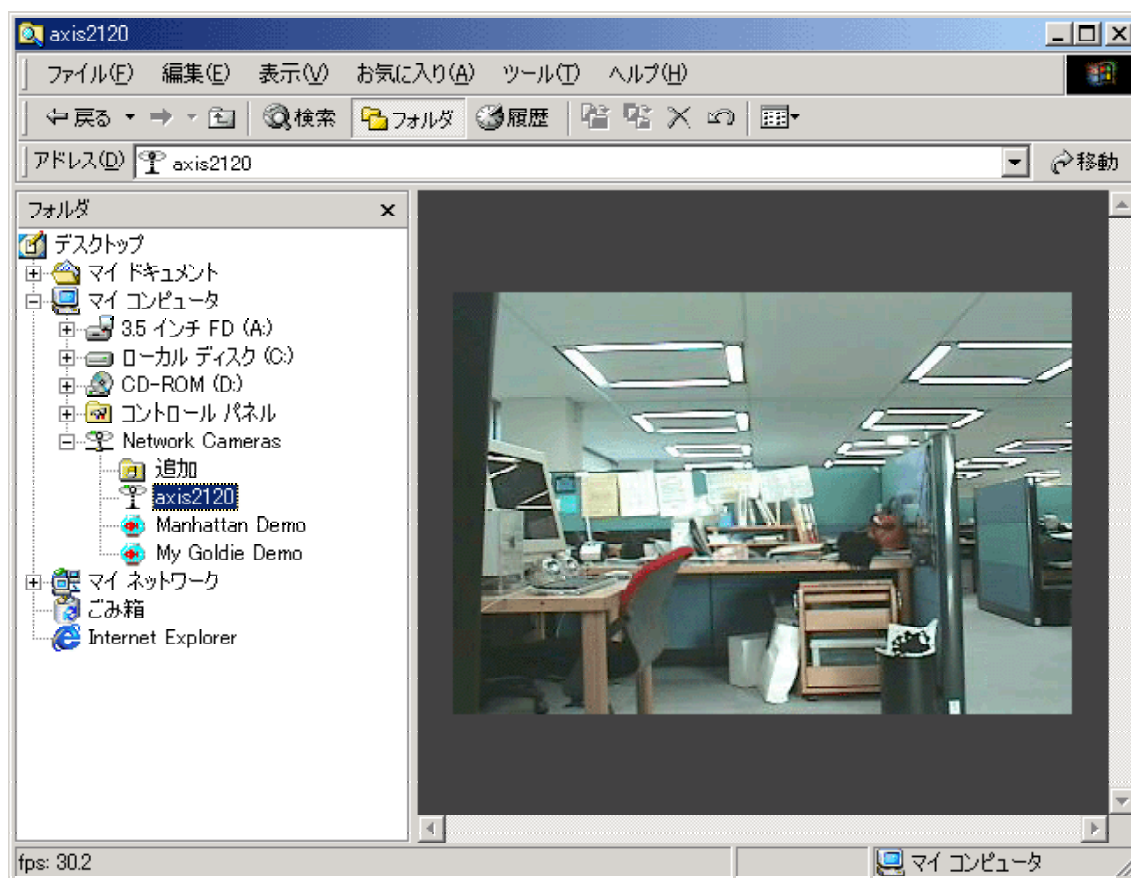 axis2120
ファイル(F) 編集(E) 表示(V) お気に入り(A) ツール(T) ヘルプ(H)
戻る 検索 フォルダ 履歴
アドレス(D) axis2120 移動
フォルダ
デスクトップ
マイ ドキュメント
マイ コンピュータ
3.5 インチ FD (A:)
ローカル ディスク (C:)
CD-ROM (D:)
コントロール パネル
Network Cameras
追加
axis2120
Manhattan Demo
My Goldie Demo
マイ ネットワーク
ごみ箱
Internet Explorer
fps: 30.2 マイ コンピュータ